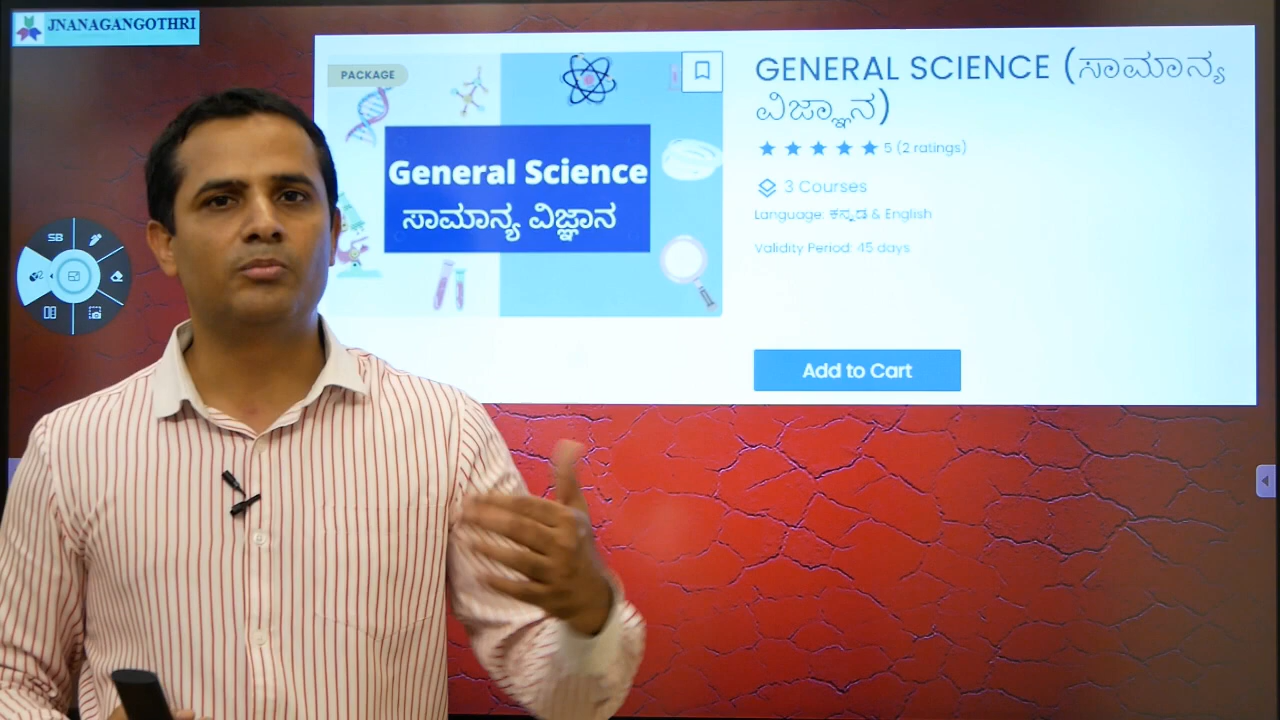 JNANAGANGOTHRI
PACKAGE
General Science
ಸಾಮಾನ್ಯ ವಿಜ್ಞಾನ
GENERAL SCIENCE (ಸಾಮಾನ್ಯ
ವಿಜ್ಞಾನ)
5 (2 ratings)
3 Courses
Language: ಕನ್ನಡ & English
Validity Period: 45 days
Add to Cart
SB